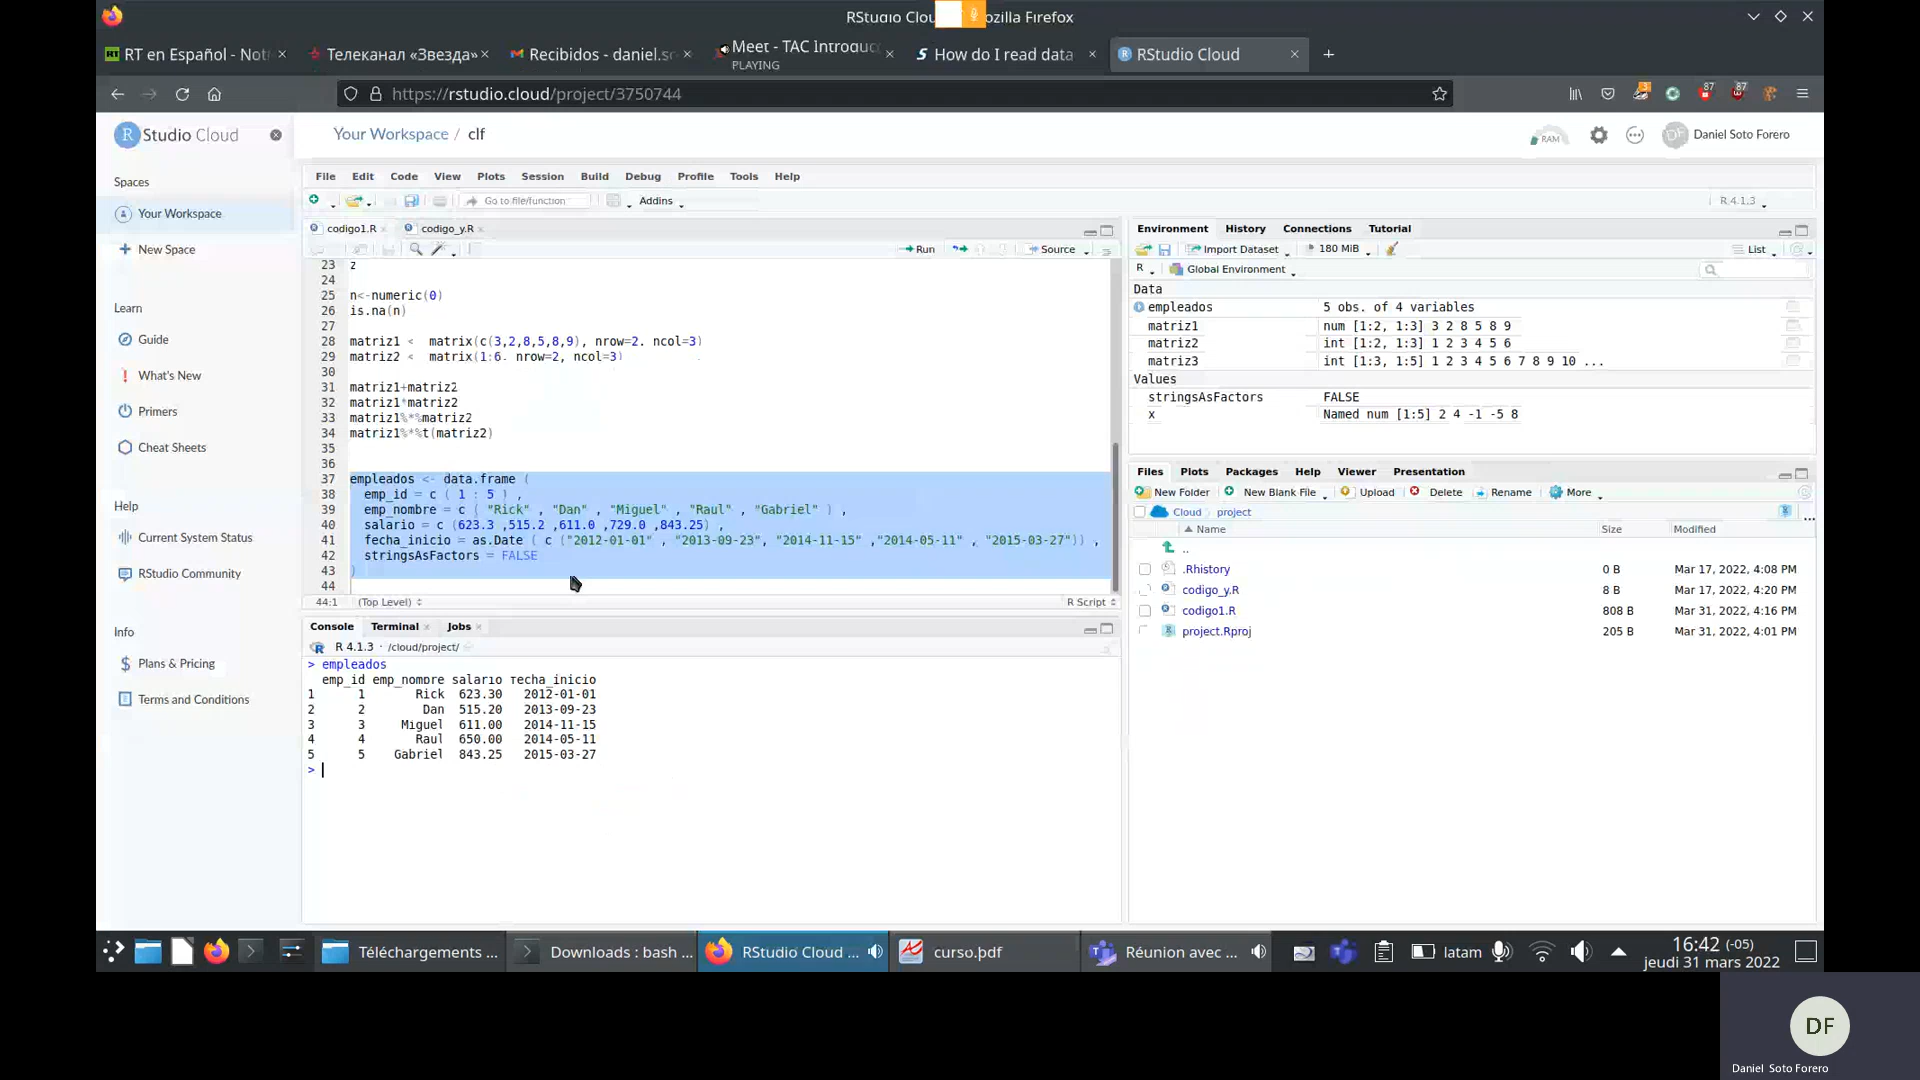 RStudio Clou ozilla Firefox
RT en Español - Not
Телеканал «Звезда»
Recibidos - daniel.so
Meet - TAC Introduc
PLAYING
How do I read data
RStudio Cloud
https://rstudio.cloud/project/3750744
87
87
R Studio Cloud
Your Workspace / clf
RAM
DF
Daniel Soto Forero
Spaces
Your Workspace
New Space
Learn
Guide
What's New
Primers
Cheat Sheets
Help
Current System Status
RStudio Community
Info
Plans & Pricing
Terms and Conditions
File Edit Code View Plots Session Build Debug Profile Tools Help
Go to file/function
Addins
R 4.1.3
codigo1.R
codigo_y.R
Run
Source
23 z
24
25 n<-numeric(0)
26 is.na(n)
27
28 matriz1 < matrix(c(3,2,8,5,8,9), nrow=2. ncol=3)
29 matriz2 < matrix(1:6. nrow=2, ncol=3)
30
31 matriz1+matriz2
32 matriz1*matriz2
33 matriz1%*%matriz2
34 matriz1%*%t(matriz2)
35
36
37 empleados <- data.frame (
38 emp_id = c ( 1 : 5 ) ,
39 emp_nombre = c ( "Rick" , "Dan" , "Miguel" , "Raul" , "Gabriel" ) ,
40 salario = c (623.3 ,515.2 ,611.0 ,729.0 ,843.25) ,
41 fecha_inicio = as.Date ( c ("2012-01-01" , "2013-09-23", "2014-11-15" ,"2014-05-11" , "2015-03-27")) ,
42 stringsAsFactors = FALSE
43 )
44
44:1 (Top Level)
R Script
Console Terminal Jobs
R 4.1.3 · /cloud/project/
> empleados
emp_id emp_nombre salario fecha_inicio
1 1 Rick 623.30 2012-01-01
2 2 Dan 515.20 2013-09-23
3 3 Miguel 611.00 2014-11-15
4 4 Raul 650.00 2014-05-11
5 5 Gabriel 843.25 2015-03-27
>
Environment History Connections Tutorial
Import Dataset
180 MiB
List
R
Global Environment
Data
empleados 5 obs. of 4 variables
matriz1 num [1:2, 1:3] 3 2 8 5 8 9
matriz2 int [1:2, 1:3] 1 2 3 4 5 6
matriz3 int [1:3, 1:5] 1 2 3 4 5 6 7 8 9 10 ...
Values
stringsAsFactors FALSE
x Named num [1:5] 2 4 -1 -5 8
Files Plots Packages Help Viewer Presentation
New Folder New Blank File Upload Delete Rename More
Cloud project
Name Size Modified
..
.Rhistory 0 B Mar 17, 2022, 4:08 PM
codigo_y.R 8 B Mar 17, 2022, 4:20 PM
codigo1.R 808 B Mar 31, 2022, 4:16 PM
project.Rproj 205 B Mar 31, 2022, 4:01 PM
Téléchargements ...
Downloads : bash ...
RStudio Cloud ...
curso.pdf
Réunion avec ...
latam
16:42 (-05)
jeudi 31 mars 2022
DF
Daniel Soto Forero